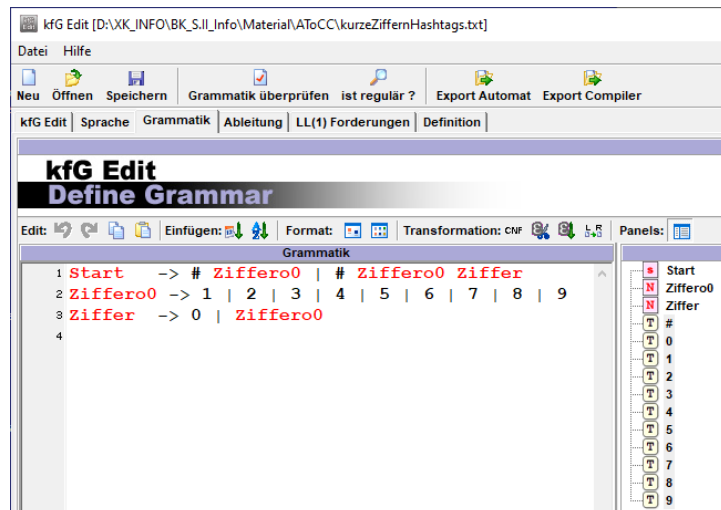 kfG Edit [D:\XK_INFO\BK_S.II_Info\Material\AToCC\kurzeZiffernHashtags.txt]
Datei Hilfe
Neu Öffnen Speichern Grammatik überprüfen ist regulär ? Export Automat Export Compiler
kfG Edit Sprache Grammatik Ableitung LL(1) Forderungen Definition
kfG Edit
Define Grammar
Edit: Einfügen: Format: Transformation: CNF Panels:
Grammatik
1 Start -> # Ziffero0 | # Ziffero0 Ziffer
2 Ziffero0 -> 1 | 2 | 3 | 4 | 5 | 6 | 7 | 8 | 9
3 Ziffer -> 0 | Ziffero0
4
S Start
N Ziffero0
N Ziffer
T #
T 0
T 1
T 2
T 3
T 4
T 5
T 6
T 7
T 8
T 9